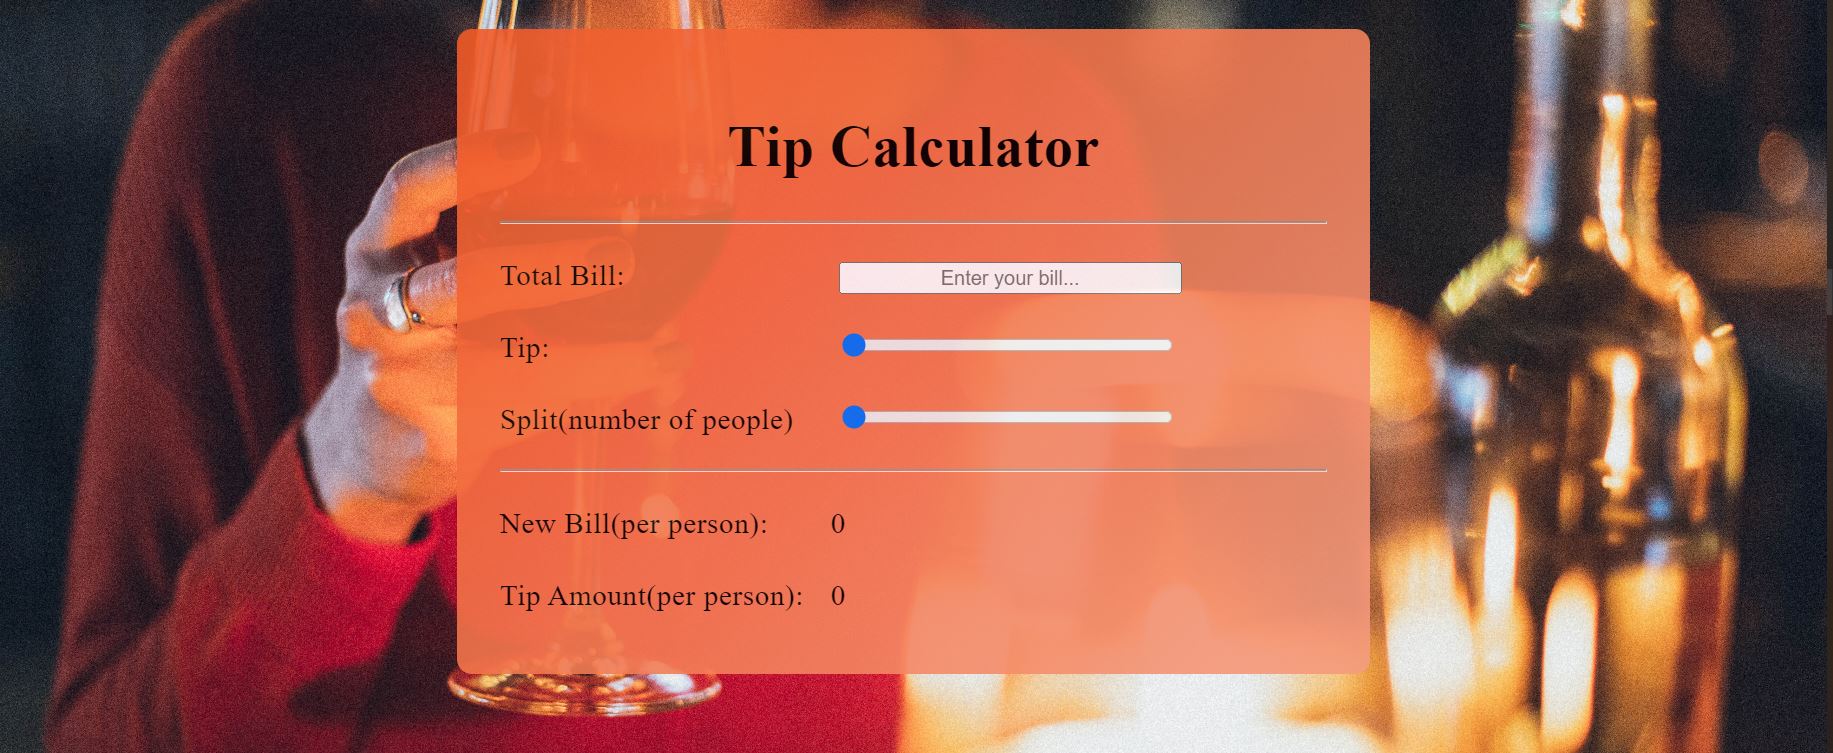 Tip Calculator
Total Bill: Enter your bill...
Tip:
Split(number of people)
New Bill(per person): 0
Tip Amount(per person): 0